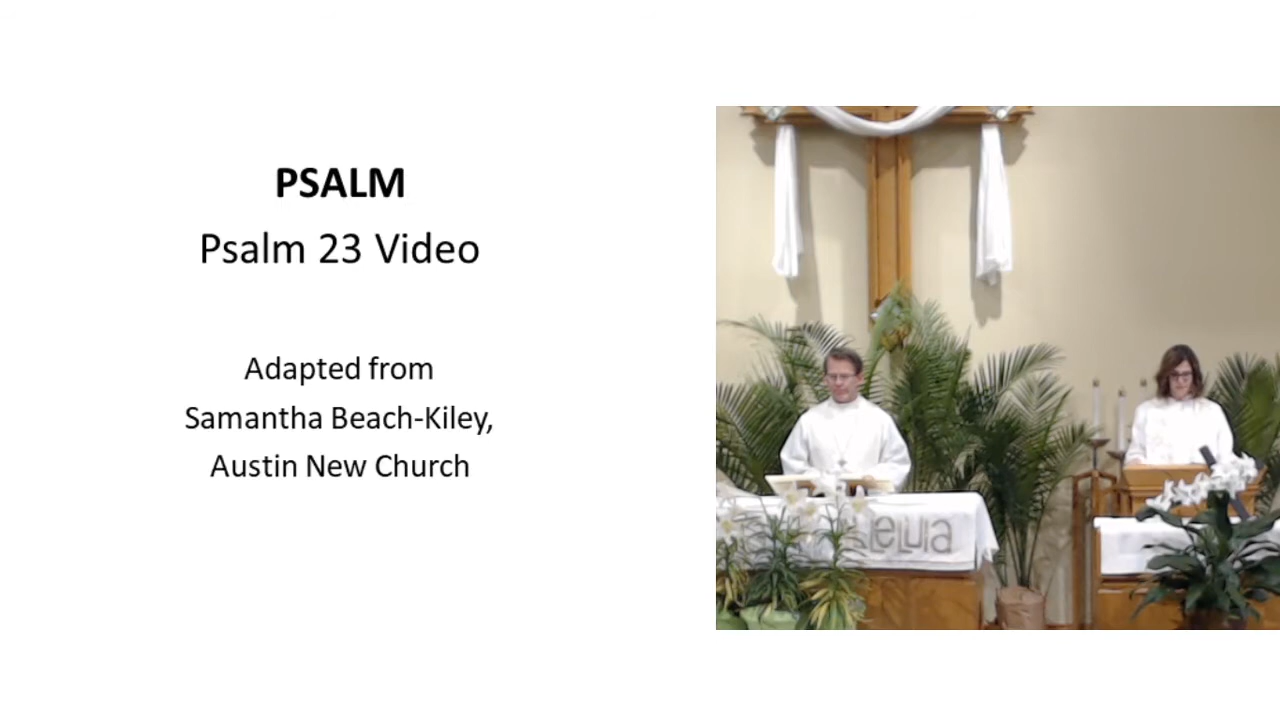 PSALM
Psalm 23 Video
Adapted from
Samantha Beach-Kiley,
Austin New Church